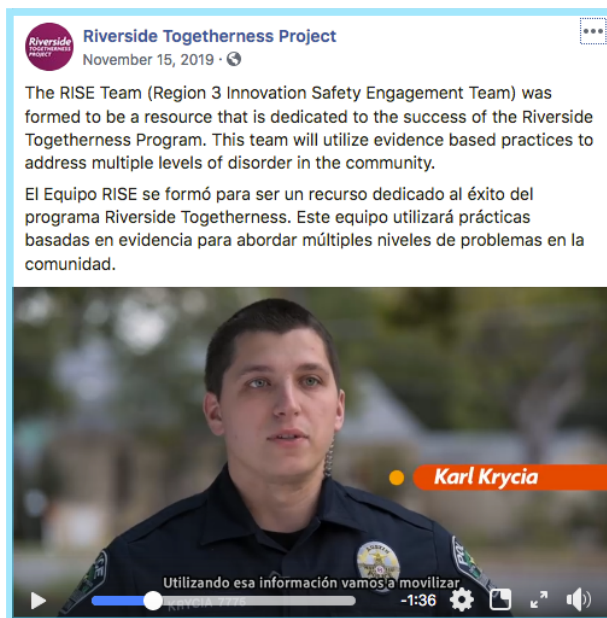 Riverside
TOGETHERNESS
PROJECT
Riverside Togetherness Project
November 15, 2019 ·
The RISE Team (Region 3 Innovation Safety Engagement Team) was
formed to be a resource that is dedicated to the success of the Riverside
Togetherness Program. This team will utilize evidence based practices to
address multiple levels of disorder in the community.
El Equipo RISE se formó para ser un recurso dedicado al éxito del
programa Riverside Togetherness. Este equipo utilizará prácticas
basadas en evidencia para abordar múltiples niveles de problemas en la
comunidad.
Karl Krycia
Utilizando esa información vamos a movilizar
KRYCIA 7775
-1:36